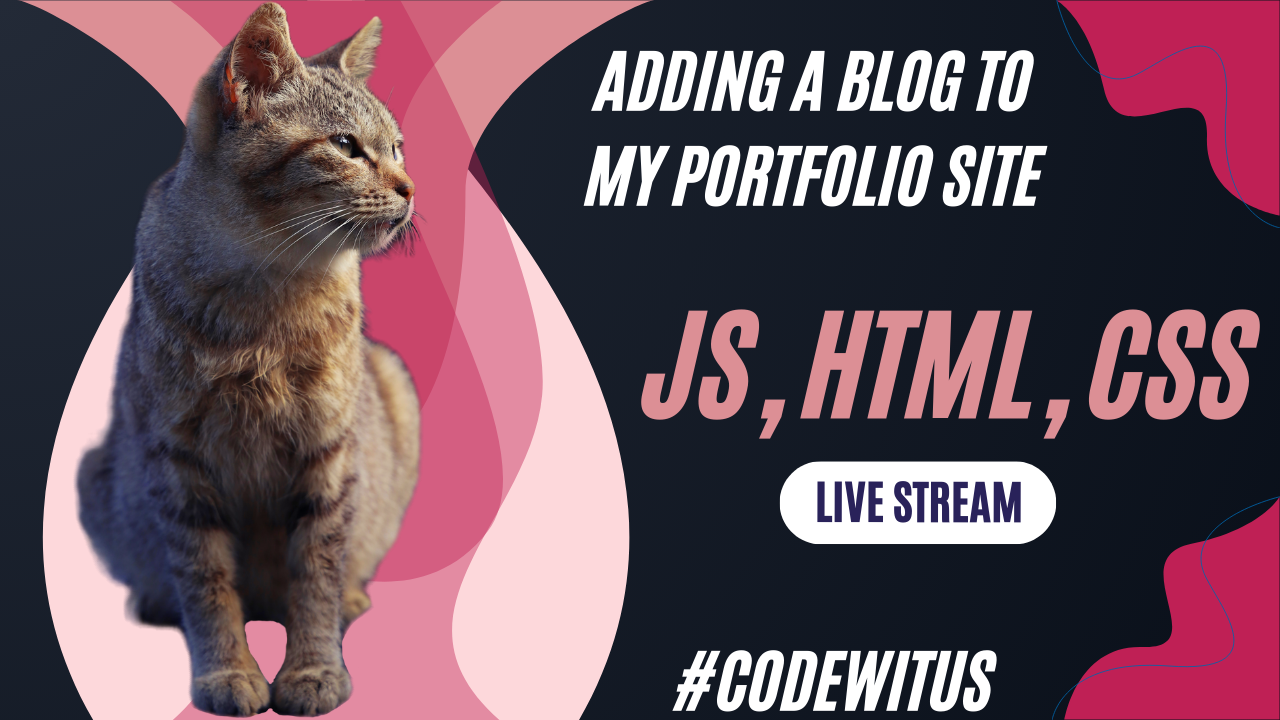 ADDING A BLOG TO
MY PORTFOLIO SITE
JS, HTML, CSS
LIVE STREAM
#CODEWITUS